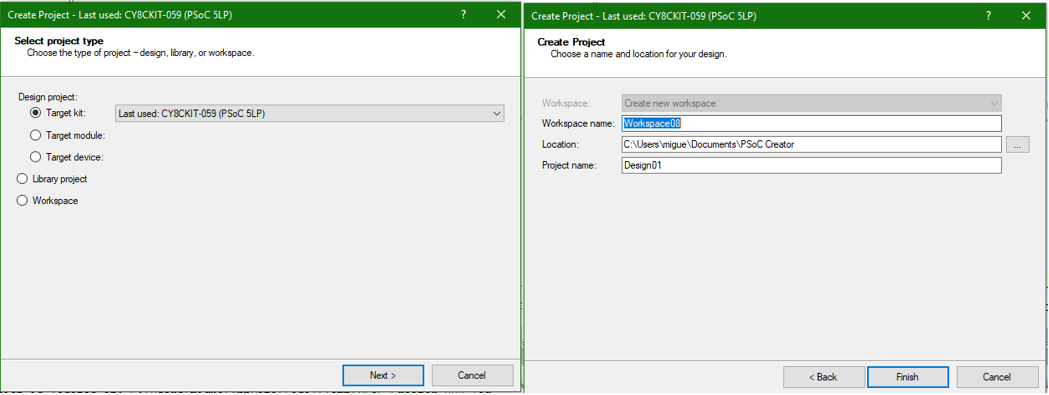 Create Project - Last used: CY8CKIT-059 (PSoC 5LP) ?
Select project type
Choose the type of project - design, library, or workspace.
Design project:
Target kit: Last used: CY8CKIT-059 (PSoC 5LP)
Target module:
Target device:
Library project
Workspace
Next > Cancel
Create Project - Last used: CY8CKIT-059 (PSoC 5LP) ?
Create Project
Choose a name and location for your design.
Workspace: Create new workspace
Workspace name: Workspace08
Location: C:\Users\migue\Documents\PSoC Creator ...
Project name: Design01
< Back Finish Cancel